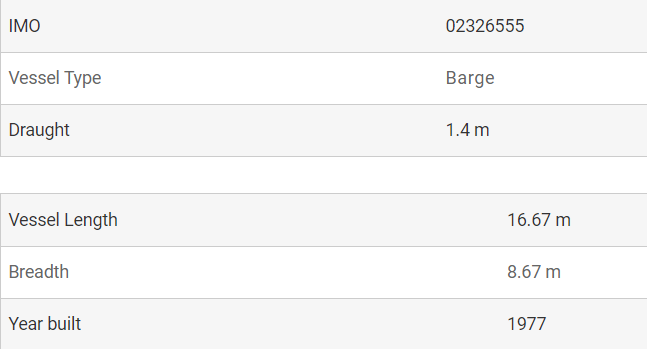 IMO 02326555
Vessel Type Barge
Draught 1.4 m
Vessel Length 16.67 m
Breadth 8.67 m
Year built 1977